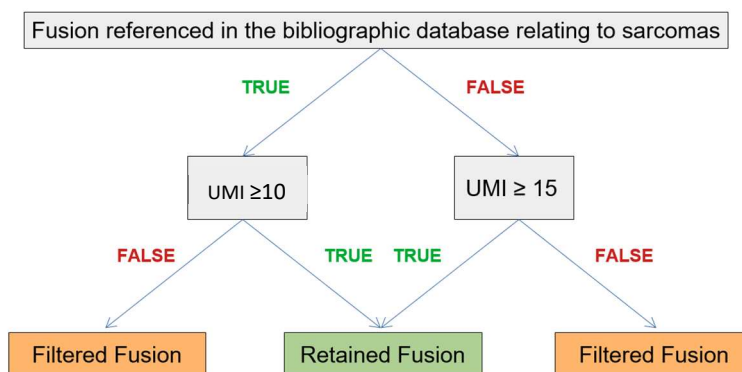 Fusion referenced in the bibliographic database relating to sarcomas
TRUE
FALSE
UMI ≥10
UMI ≥ 15
FALSE
TRUE
TRUE
FALSE
Filtered Fusion
Retained Fusion
Filtered Fusion